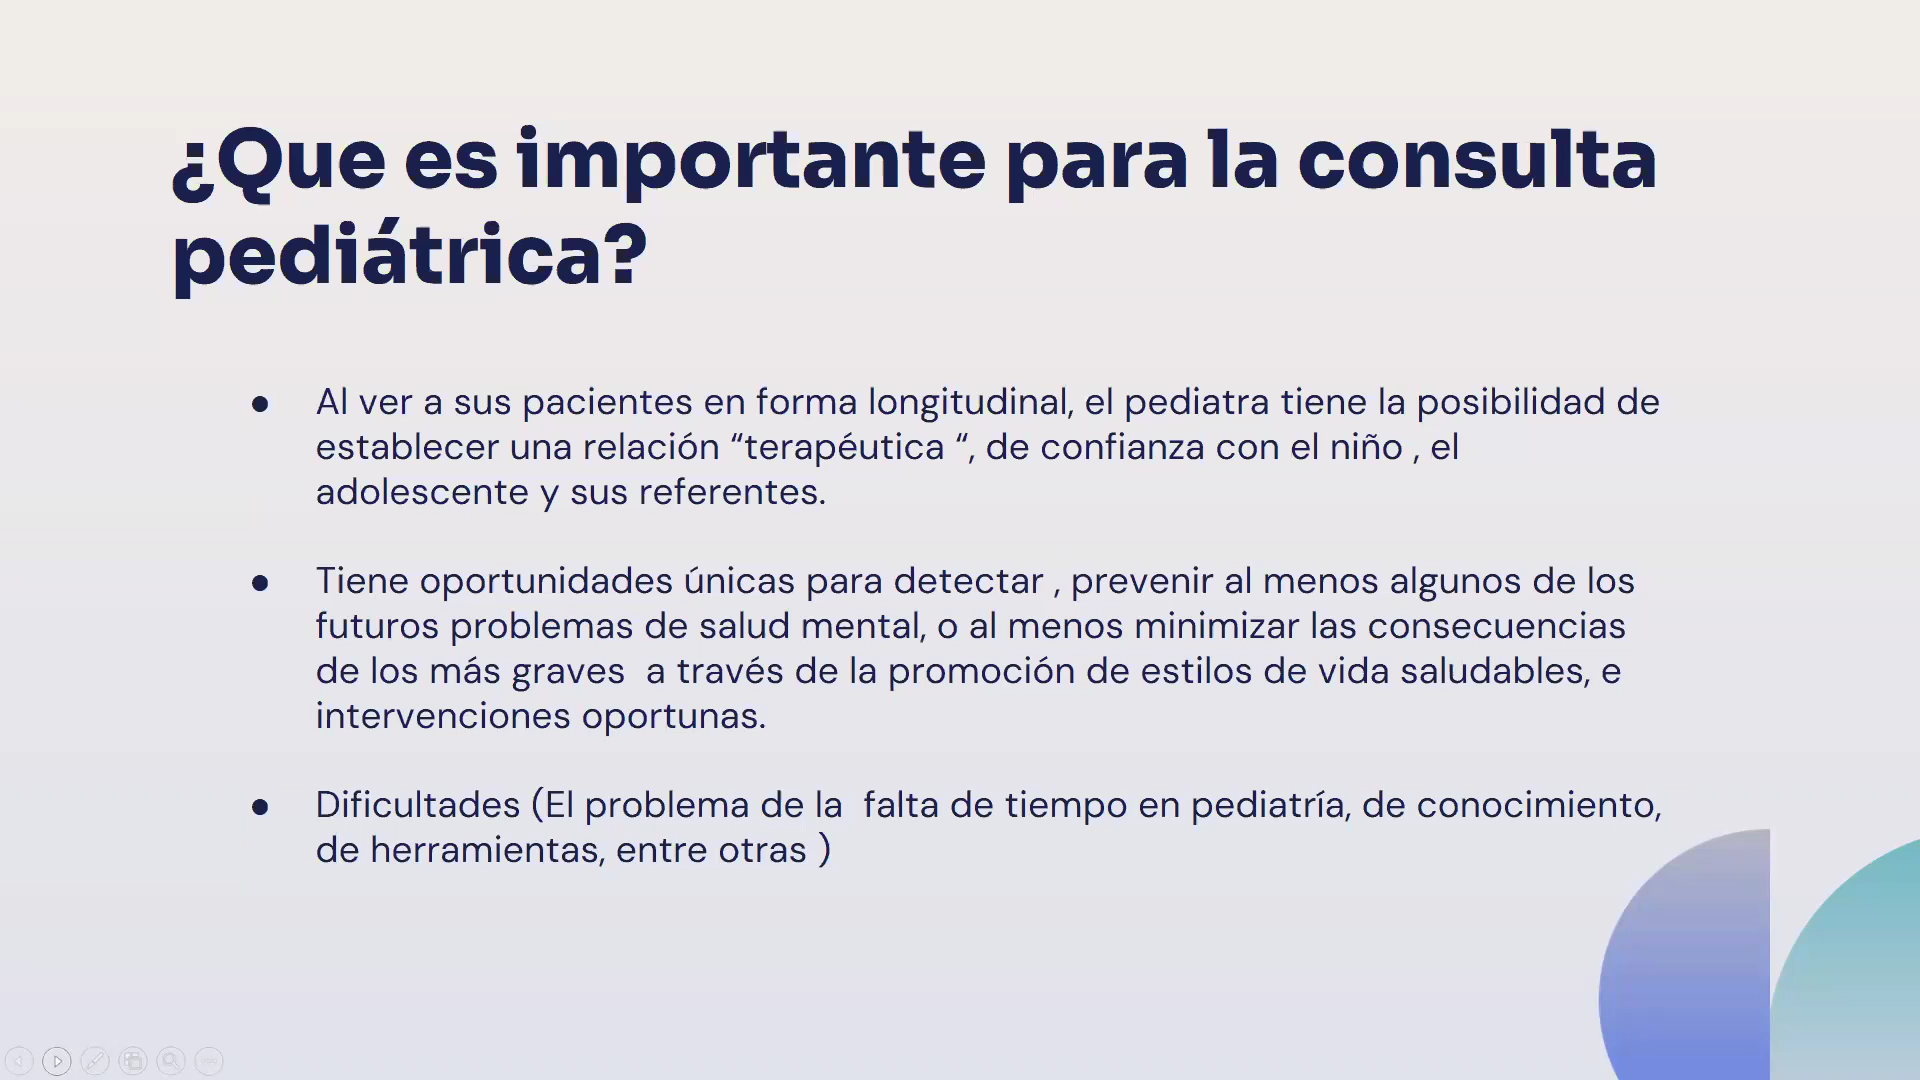 ¿Que es importante para la consulta
pediátrica?
● Al ver a sus pacientes en forma longitudinal, el pediatra tiene la posibilidad de
establecer una relación “terapéutica “, de confianza con el niño , el
adolescente y sus referentes.
● Tiene oportunidades únicas para detectar , prevenir al menos algunos de los
futuros problemas de salud mental, o al menos minimizar las consecuencias
de los más graves  a través de la promoción de estilos de vida saludables, e
intervenciones oportunas.
● Dificultades (El problema de la  falta de tiempo en pediatría, de conocimiento,
de herramientas, entre otras )